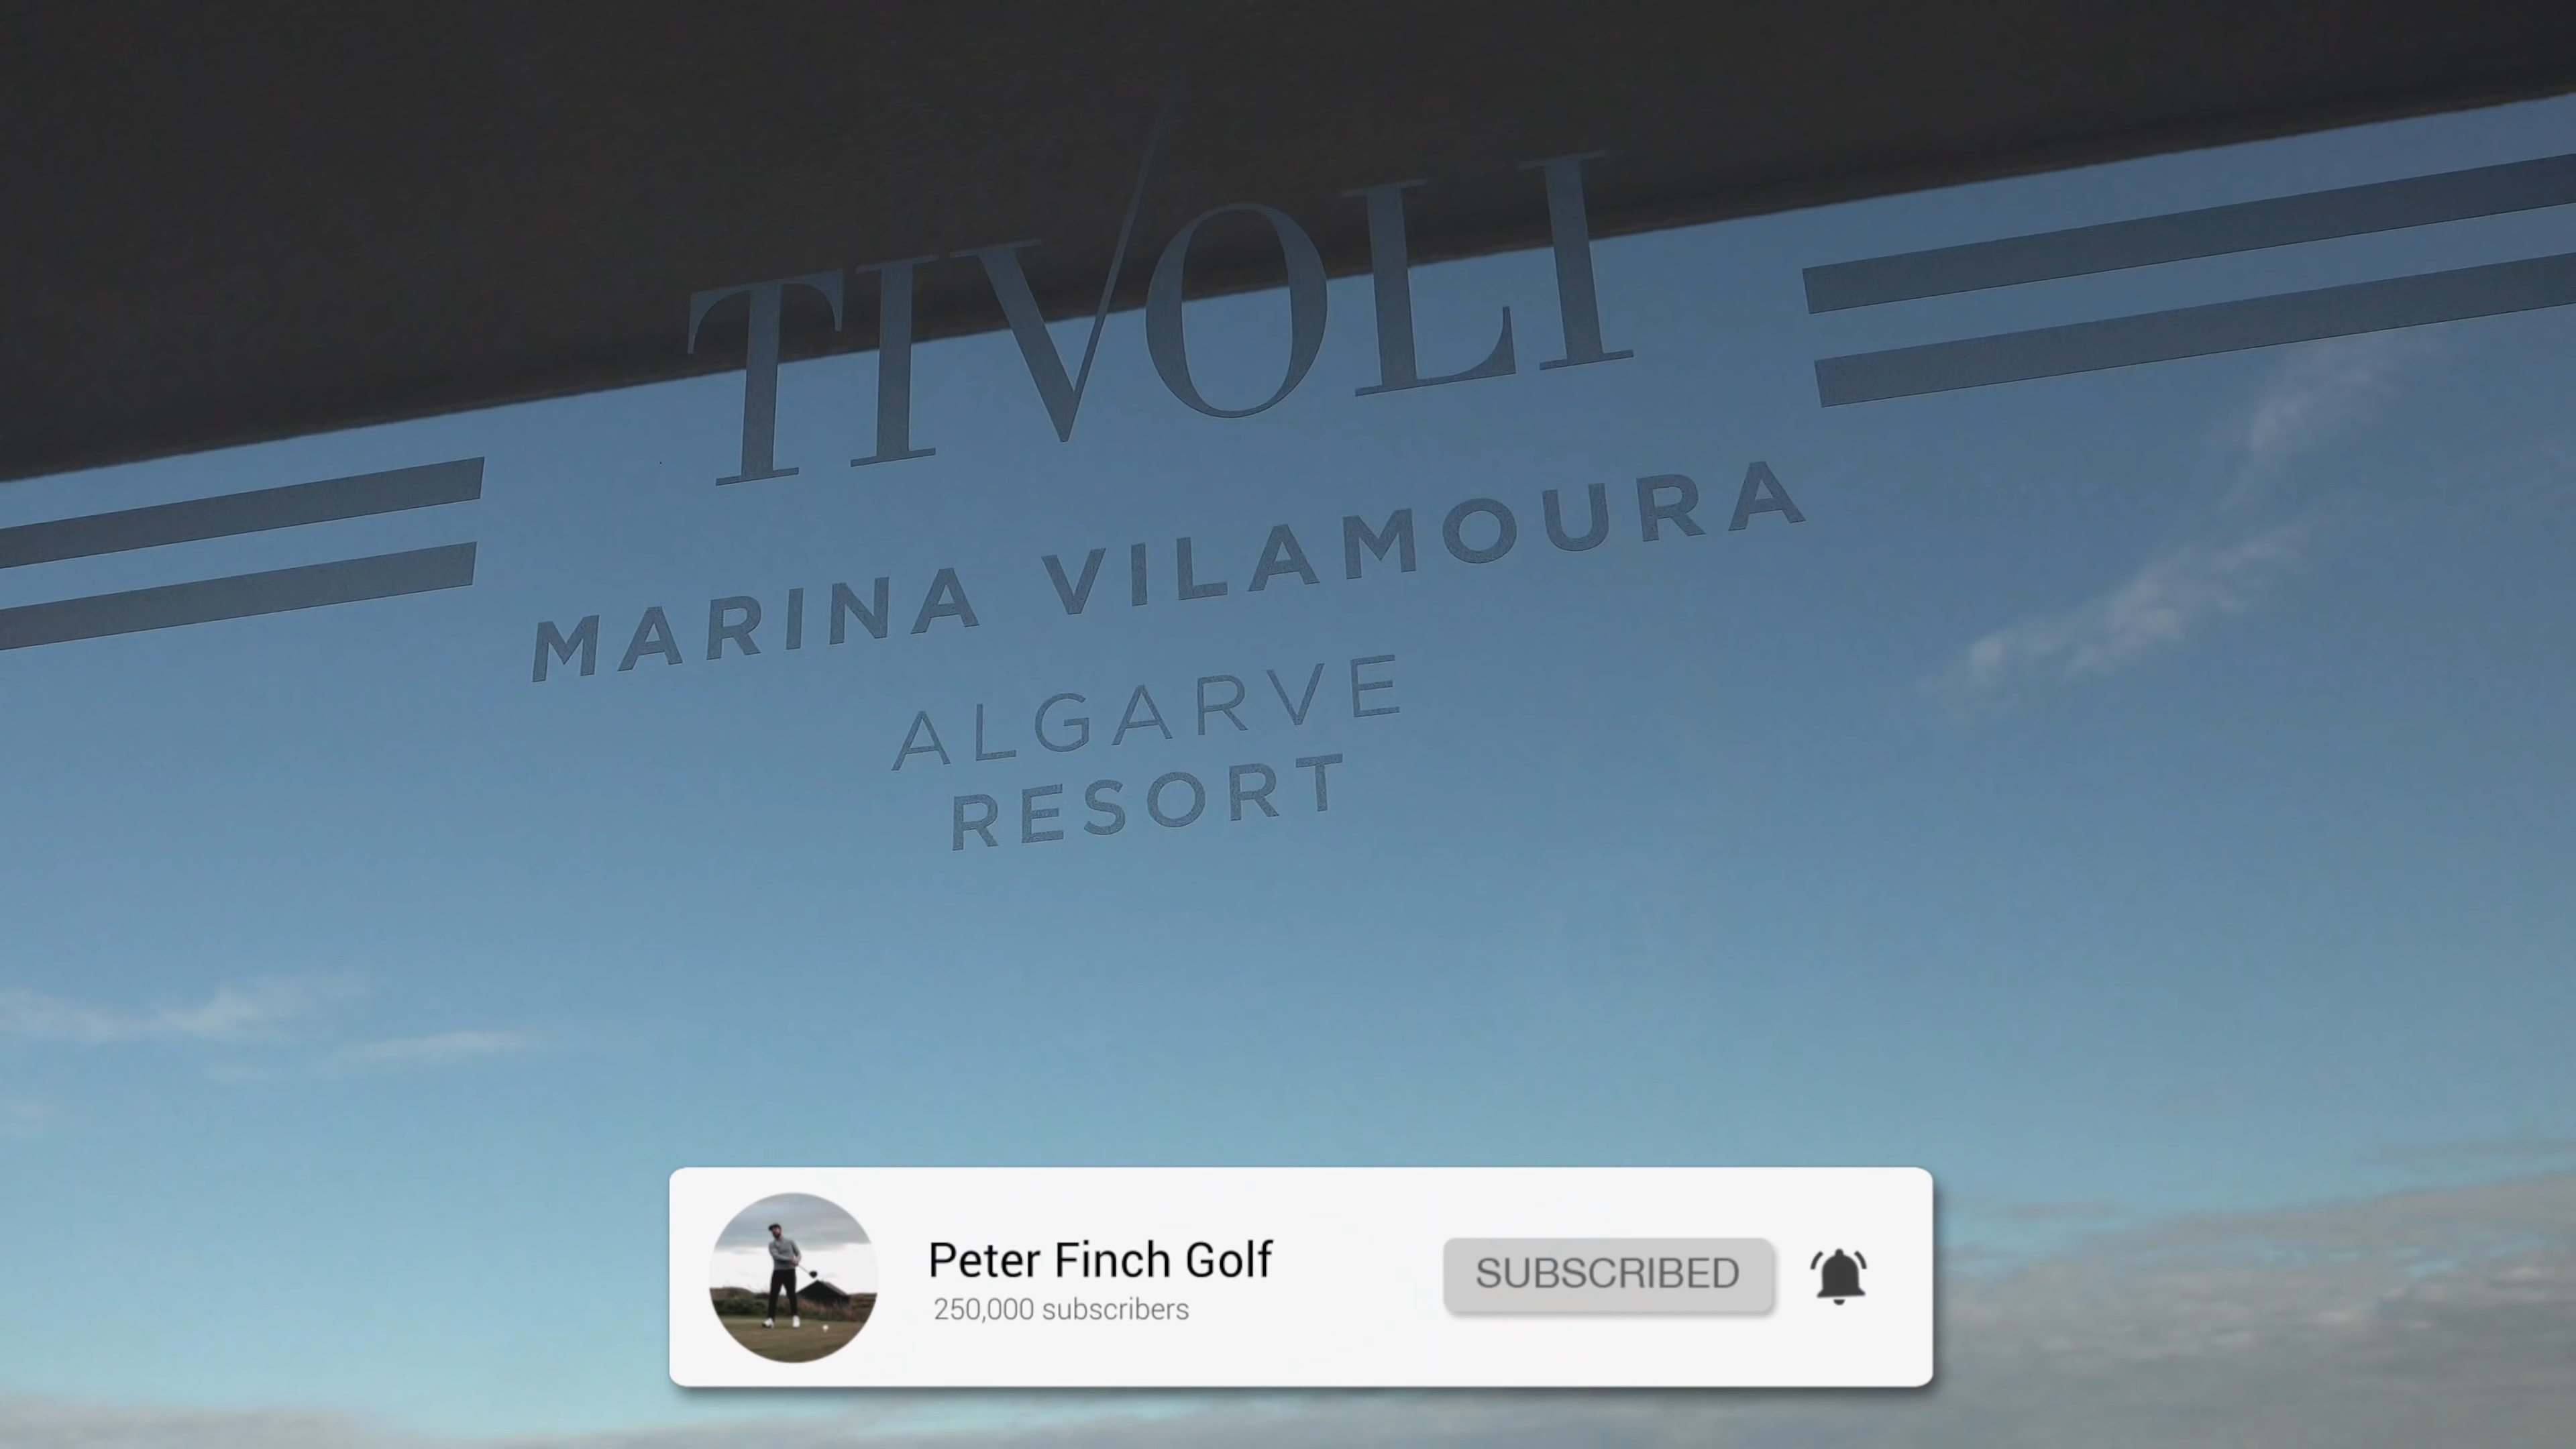 TIVOLI
MARINA VILAMOURA
ALGARVE
RESORT
Peter Finch Golf
250,000 subscribers
SUBSCRIBED